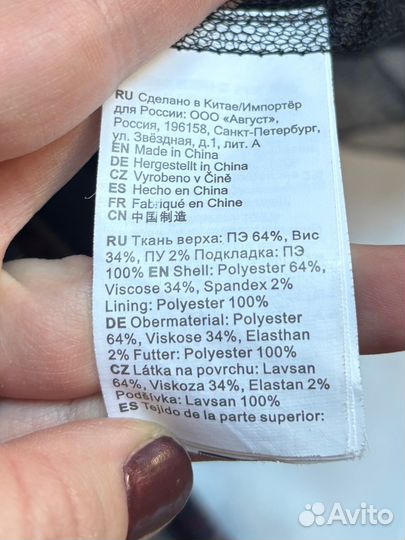 RU Сделано в Китае/Импортёр
для России: ООО «Август»,
Россия, 196158, Санкт-Петербург,
ул. Звёздная, д.1, лит. А
EN Made in China
DE Hergestellt in China
CZ Vyrobeno v Čině
ES Hecho en China
FR Fabriqué en Chine
CN 中国制造
RU Ткань верха: ПЭ 64%, Вис
34%, ПУ 2% Подкладка: ПЭ
100% EN Shell: Polyester 64%,
Viscose 34%, Spandex 2%
Lining: Polyester 100%
DE Obermaterial: Polyester
64%, Viskose 34%, Elasthan
2% Futter: Polyester 100%
CZ Látka na povrchu: Lavsan
64%, Viskoza 34%, Elastan 2%
Podšívka: Lavsan 100%
ES Tejido de la parte superior:
Avito